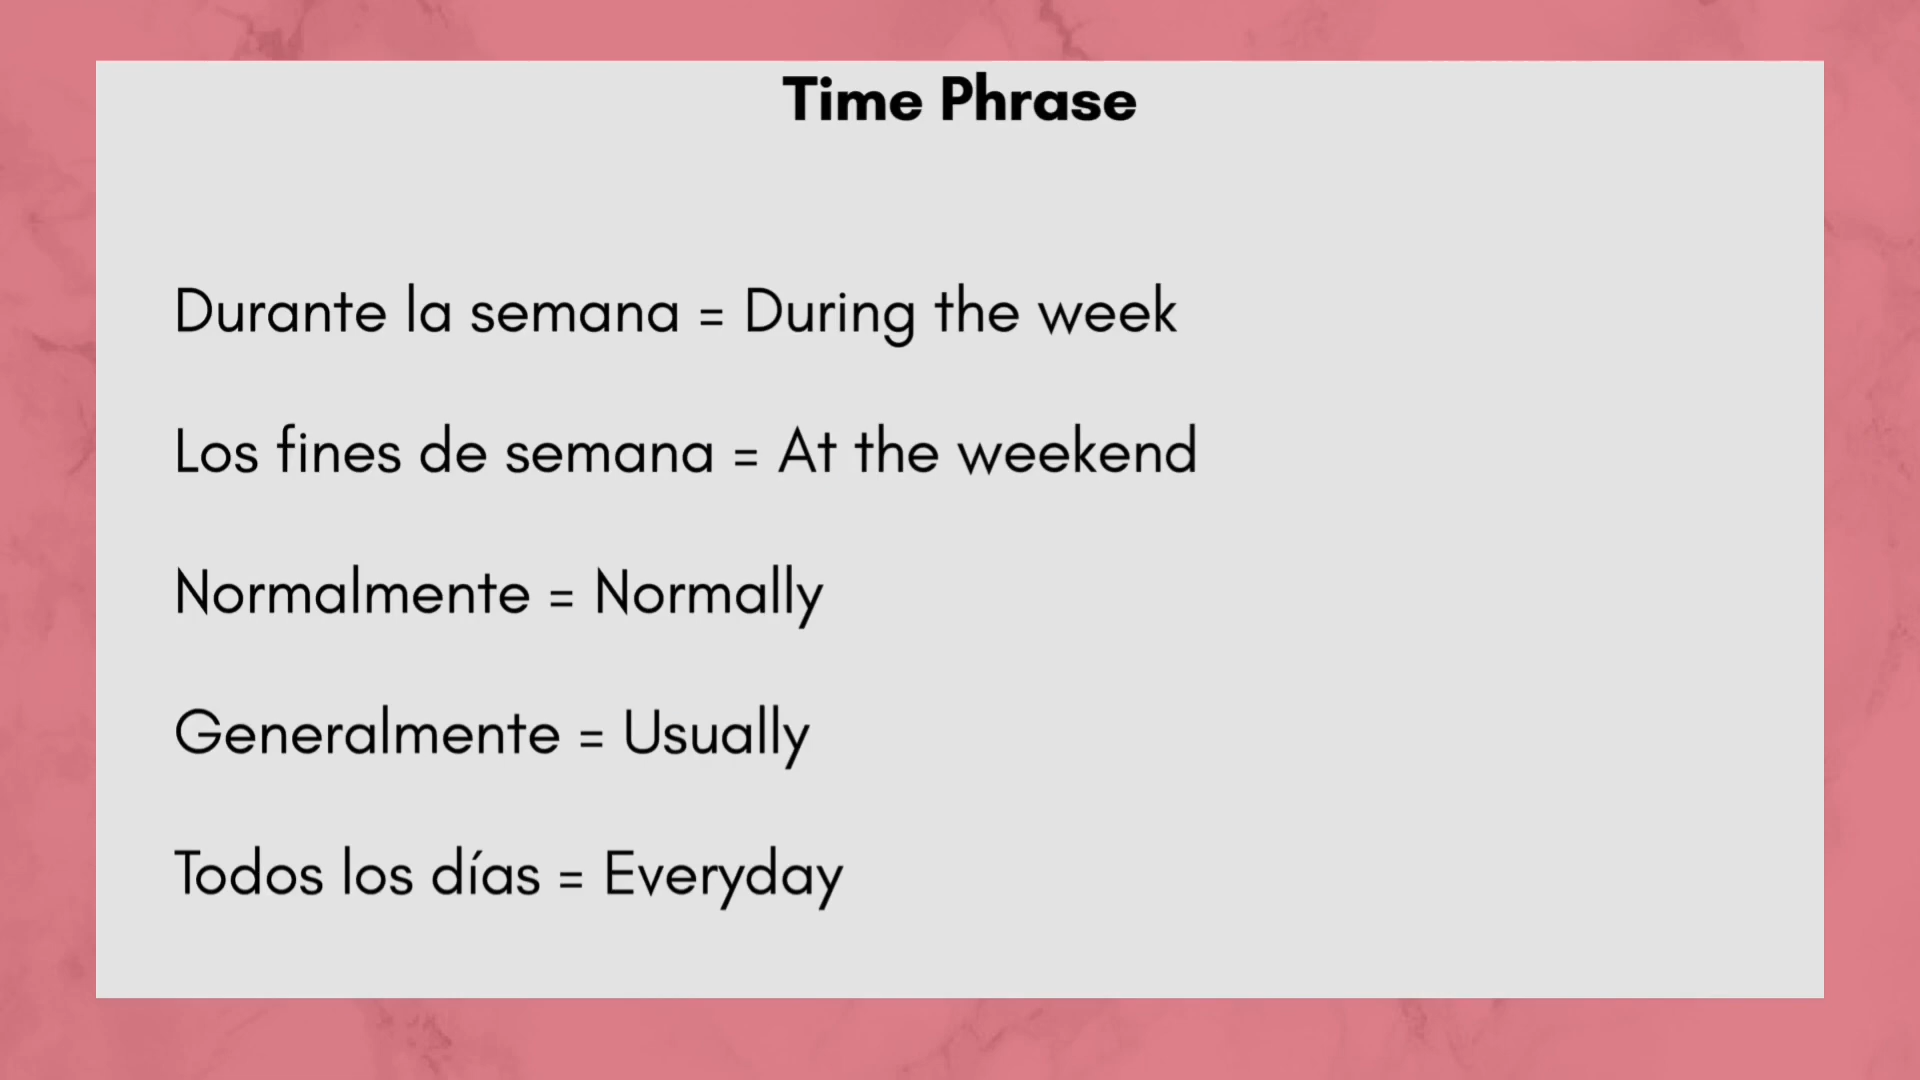 Time Phrase
Durante la semana = During the week
Los fines de semana = At the weekend
Normalmente = Normally
Generalmente = Usually
Todos los días = Everyday